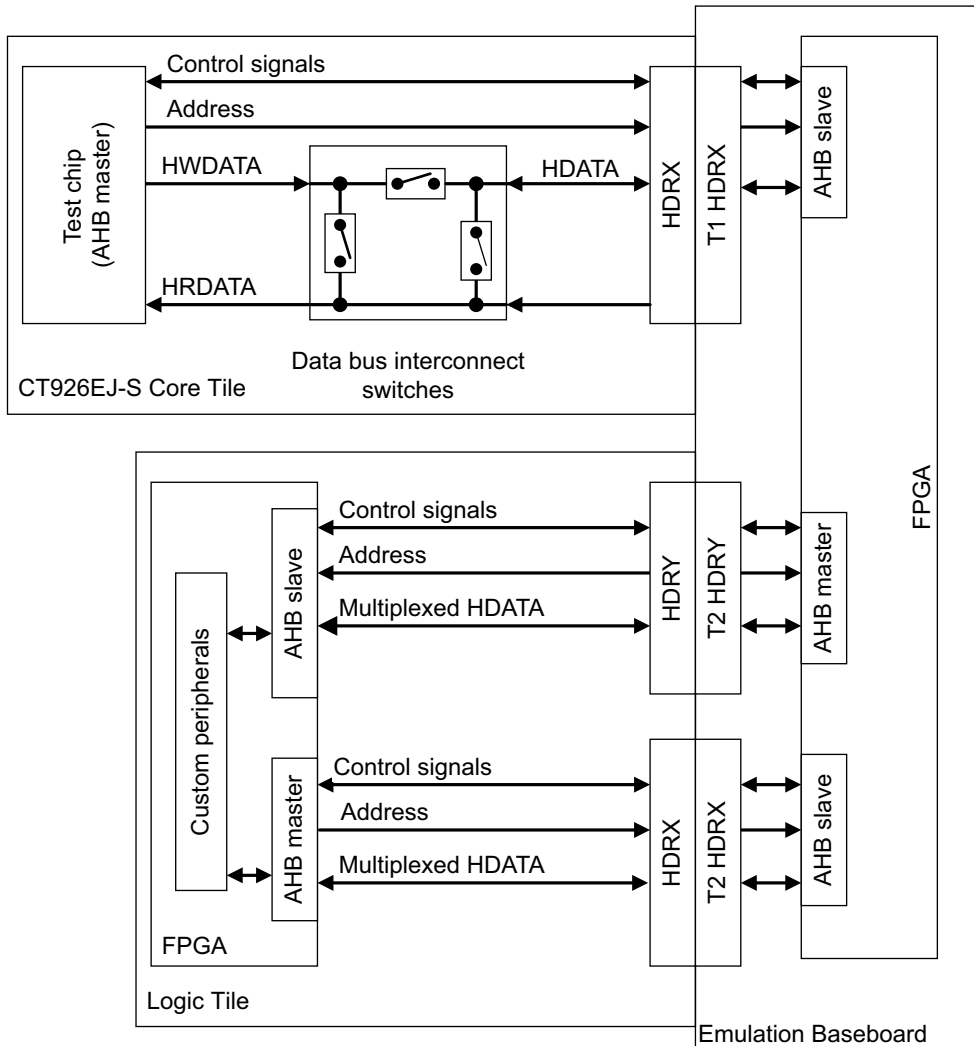 Control signals
Address
HWDATA
HDATA
HRDATA
Test chip
(AHB master)
HDRX
T1 HDRX
AHB slave
Data bus interconnect
switches
CT926EJ-S Core Tile
FPGA
Control signals
Address
Multiplexed HDATA
AHB slave
HDRY
T2 HDRY
AHB master
Custom peripherals
Control signals
Address
Multiplexed HDATA
AHB master
HDRX
T2 HDRX
AHB slave
FPGA
Logic Tile
Emulation Baseboard